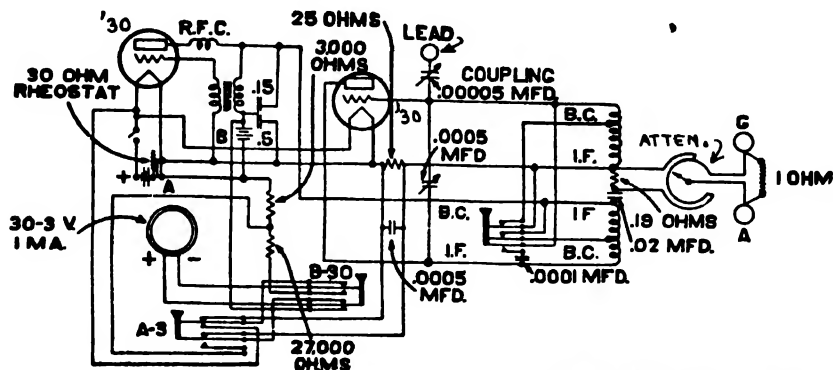 '30
R.F.C.
25 OHMS
3,000
OHMS
LEAD
30 OHM
RHEOSTAT
.15
B
.5
'30
COUPLING
.00005 MFD.
.0005
MFD
B.C.
I.F.
ATTEN.
G
1 OHM
A
+
A
30-3 V.
1 MA.
+ -
B.C.
I.F
I.F.
B.C.
.19 OHMS
.02 MFD.
.0001 MFD.
.0005
MFD.
B-30
A-3
27,000
OHMS